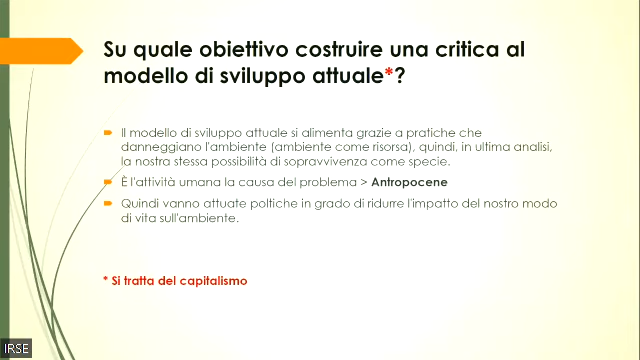 Su quale obiettivo costruire una critica al
modello di sviluppo attuale*?
Il modello di sviluppo attuale si alimenta grazie a pratiche che
danneggiano l'ambiente (ambiente come risorsa), quindi, in ultima analisi,
la nostra stessa possibilità di sopravvivenza come specie.
È l'attività umana la causa del problema > Antropocene
Quindi vanno attuate poltiche in grado di ridurre l'impatto del nostro modo
di vita sull'ambiente.
* Si tratta del capitalismo
IRSE